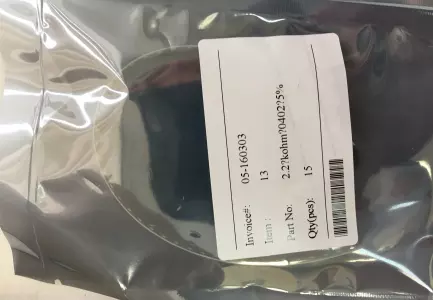 Invoice#: 05-160303
Item : 13
Part No: 2.2?kohm?0402?5%
Qty(pcs): 15